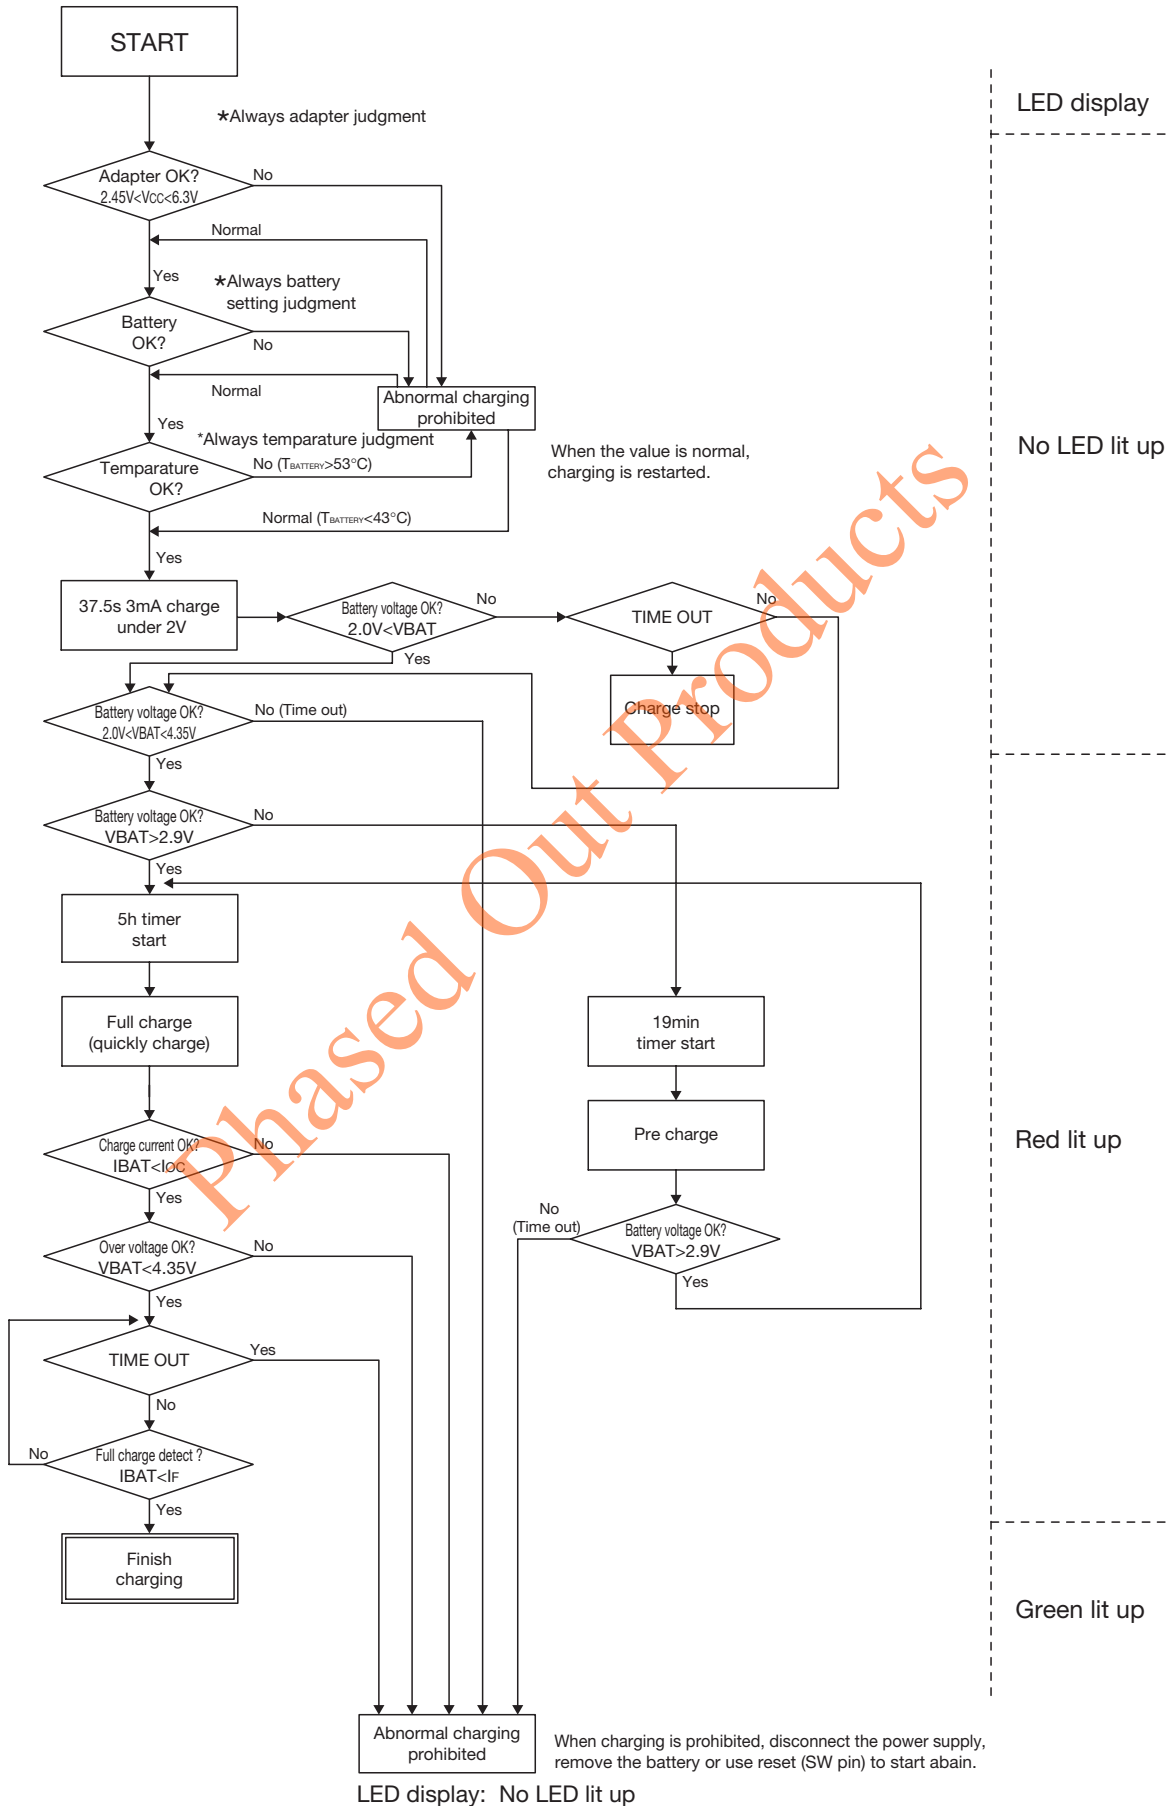 START
LED display
*Always adapter judgment
Adapter OK?
2.45V<VCC<6.3V
No
Normal
Yes
*Always battery
setting judgment
Battery
OK?
No
Normal
Abnormal charging
prohibited
Yes
*Always temparature judgment
When the value is normal,
charging is restarted.
No LED lit up
Temparature
OK?
No (TBATTERY>53°C)
Normal (TBATTERY<43°C)
Yes
37.5s 3mA charge
under 2V
Battery voltage OK?
2.0V<VBAT
No
TIME OUT
No
Yes
Charge stop
Battery voltage OK?
2.0V<VBAT<4.35V
No (Time out)
Yes
Battery voltage OK?
VBAT>2.9V
No
Yes
5h timer
start
Full charge
(quickly charge)
19min
timer start
Pre charge
Red lit up
Charge current OK?
IBAT<IOC
No
Yes
No
(Time out)
Battery voltage OK?
VBAT>2.9V
Yes
Over voltage OK?
VBAT<4.35V
No
Yes
TIME OUT
Yes
No
Full charge detect ?
IBAT<IF
No
Yes
Finish
charging
Green lit up
Abnormal charging
prohibited
When charging is prohibited, disconnect the power supply,
remove the battery or use reset (SW pin) to start abain.
LED display: No LED lit up
Phased Out Products